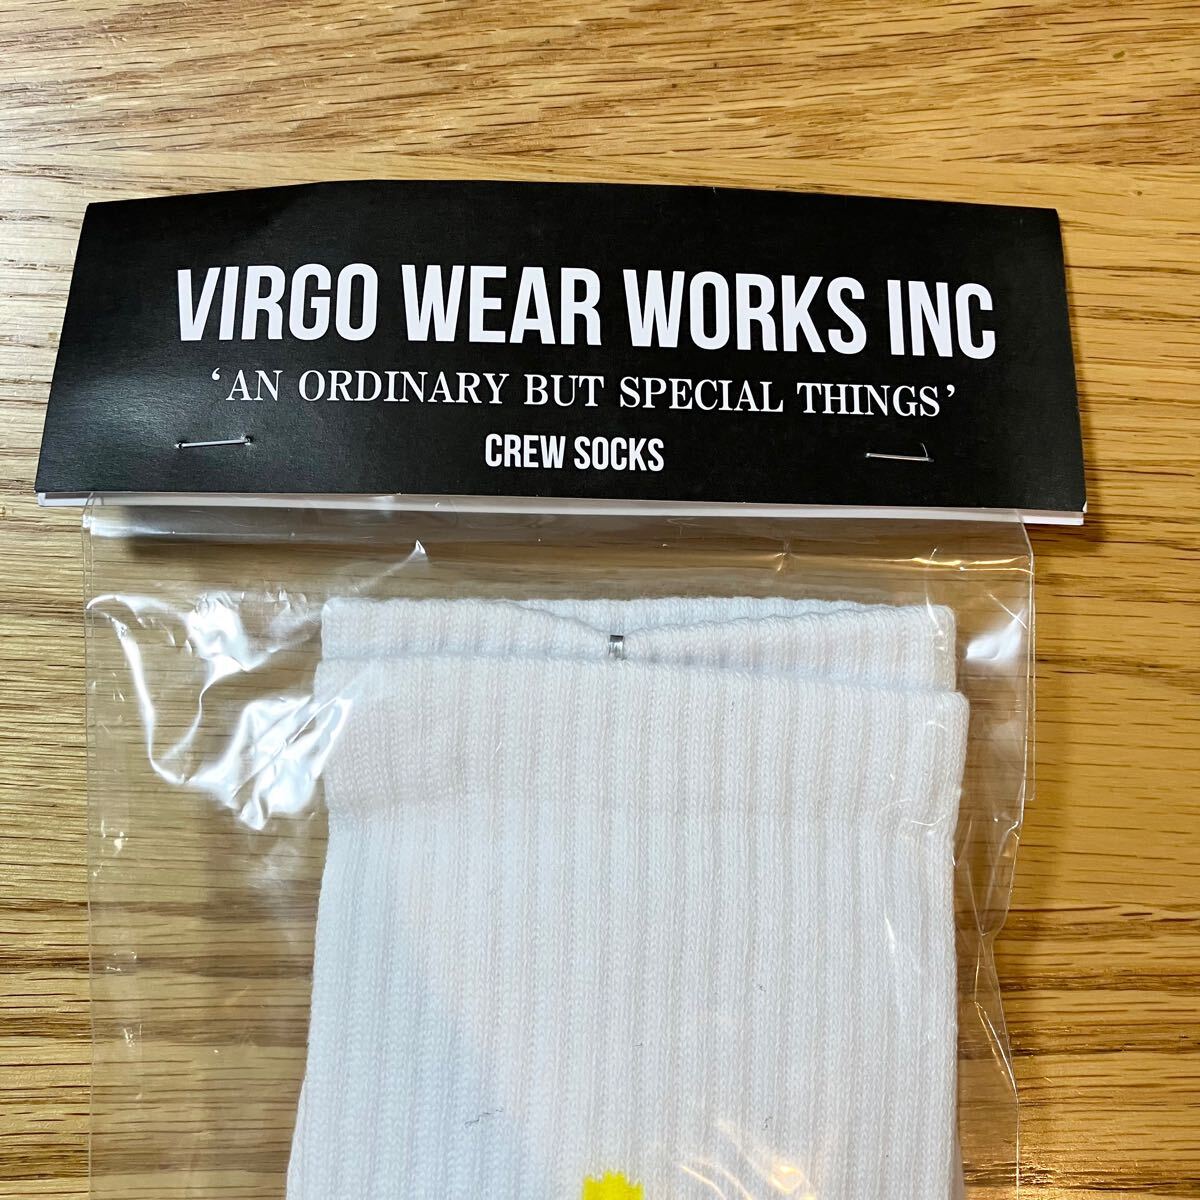 VIRGO WEAR WORKS INC
‘AN ORDINARY BUT SPECIAL THINGS’
CREW SOCKS